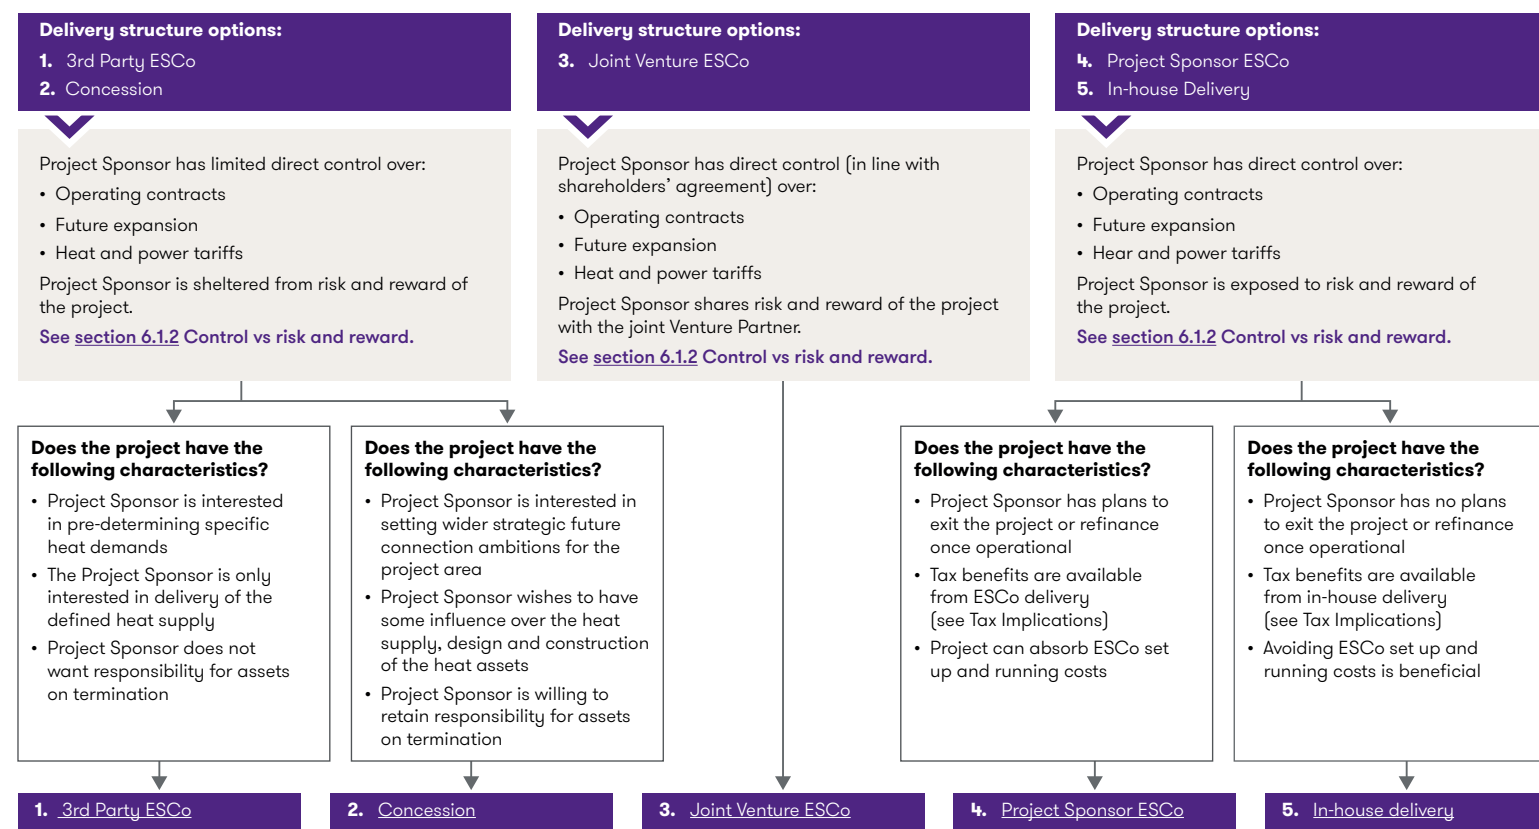 Delivery structure options:
1. 3rd Party ESCo
2. Concession
Project Sponsor has limited direct control over:
• Operating contracts
• Future expansion
• Heat and power tariffs
Project Sponsor is sheltered from risk and reward of
the project.
See section 6.1.2 Control vs risk and reward.
Delivery structure options:
3. Joint Venture ESCo
Project Sponsor has direct control (in line with
shareholders' agreement) over:
• Operating contracts
• Future expansion
• Heat and power tariffs
Project Sponsor shares risk and reward of the project
with the joint Venture Partner.
See section 6.1.2 Control vs risk and reward.
Delivery structure options:
4. Project Sponsor ESCo
5. In-house Delivery
Project Sponsor has direct control over:
• Operating contracts
• Future expansion
• Hear and power tariffs
Project Sponsor is exposed to risk and reward of
the project.
See section 6.1.2 Control vs risk and reward.
Does the project have the
following characteristics?
• Project Sponsor is interested
in pre-determining specific
heat demands
• The Project Sponsor is only
interested in delivery of the
defined heat supply
• Project Sponsor does not
want responsibility for assets
on termination
Does the project have the
following characteristics?
• Project Sponsor is interested in
setting wider strategic future
connection ambitions for the
project area
• Project Sponsor wishes to have
some influence over the heat
supply, design and construction
of the heat assets
• Project Sponsor is willing to
retain responsibility for assets
on termination
Does the project have the
following characteristics?
• Project Sponsor has plans to
exit the project or refinance
once operational
• Tax benefits are available
from ESCo delivery
(see Tax Implications)
• Project can absorb ESCo set
up and running costs
Does the project have the
following characteristics?
• Project Sponsor has no plans
to exit the project or refinance
once operational
• Tax benefits are available
from in-house delivery
(see Tax Implications)
• Avoiding ESCo set up and
running costs is beneficial
1. 3rd Party ESCo
2. Concession
3. Joint Venture ESCo
4. Project Sponsor ESCo
5. In-house delivery